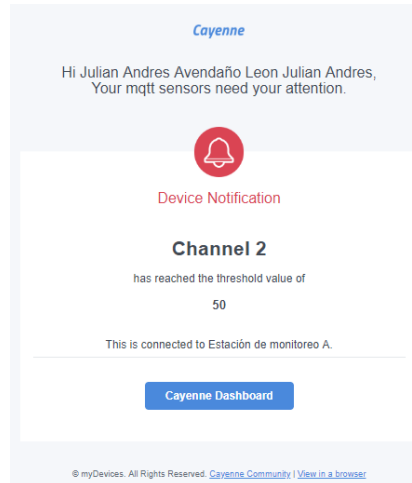 Cayenne
Hi Julian Andres Avendaño Leon Julian Andres,
Your mqtt sensors need your attention.
Device Notification
Channel 2
has reached the threshold value of
50
This is connected to Estación de monitoreo A.
Cayenne Dashboard
© myDevices. All Rights Reserved. Cayenne Community | View in a browser